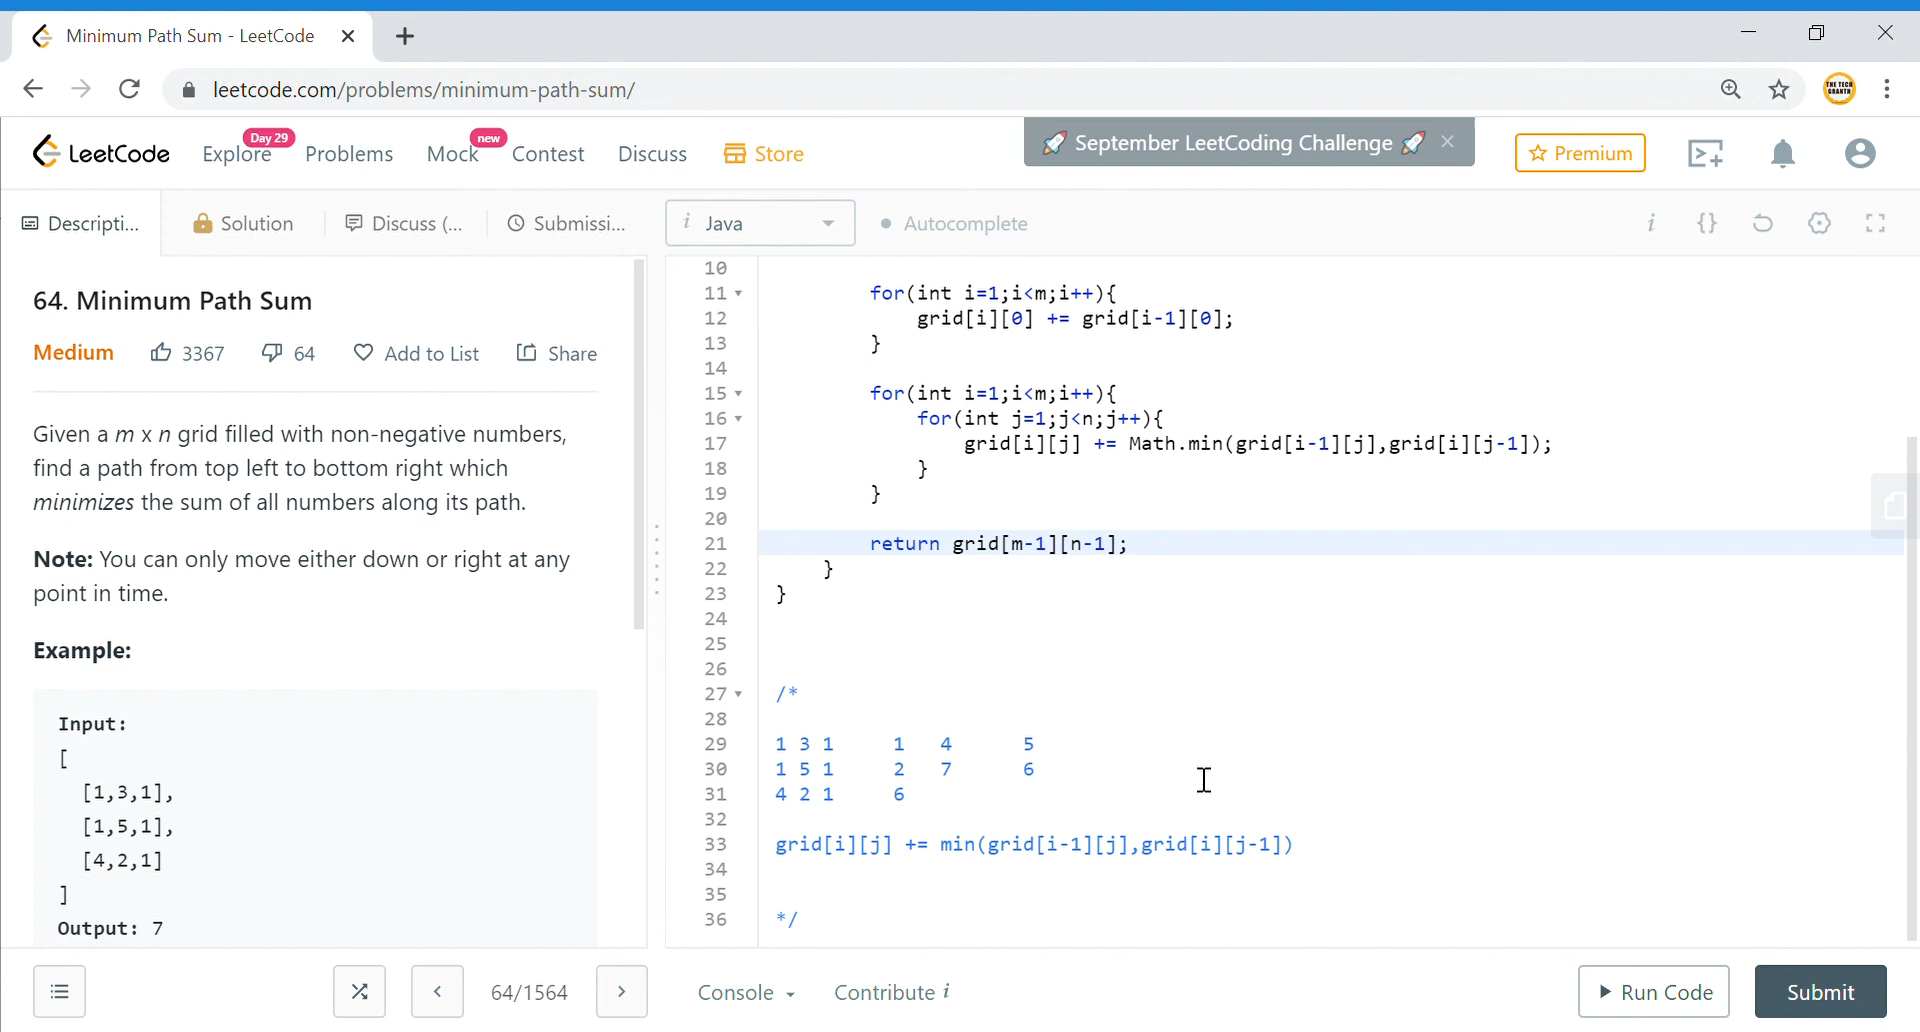 Minimum Path Sum - LeetCode
leetcode.com/problems/minimum-path-sum/
THE TECH GRANTH
LeetCode
Explore
Day 29
Problems
Mock
new
Contest
Discuss
Store
🚀 September LeetCoding Challenge 🚀
Premium
Descripti...
Solution
Discuss (...
Submissi...
i Java
Autocomplete
i {}
64. Minimum Path Sum
Medium 3367 64 Add to List Share
Given a m x n grid filled with non-negative numbers,
find a path from top left to bottom right which
minimizes the sum of all numbers along its path.
Note: You can only move either down or right at any
point in time.
Example:
Input:
[
[1,3,1],
[1,5,1],
[4,2,1]
]
Output: 7
10
11 for(int i=1;i<m;i++){
12 grid[i][0] += grid[i-1][0];
13 }
14
15 for(int i=1;i<m;i++){
16 for(int j=1;j<n;j++){
17 grid[i][j] += Math.min(grid[i-1][j],grid[i][j-1]);
18 }
19 }
20
21 return grid[m-1][n-1];
22 }
23 }
24
25
26
27 /*
28
29 1 3 1 1 4 5
30 1 5 1 2 7 6
31 4 2 1 6
32
33 grid[i][j] += min(grid[i-1][j],grid[i][j-1])
34
35
36 */
64/1564
Console
Contribute i
Run Code
Submit